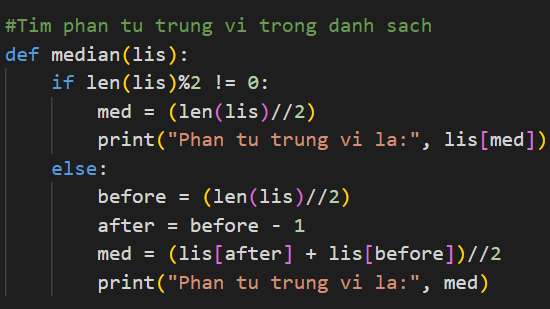 #Tim phan tu trung vi trong danh sach
def median(lis):
    if len(lis)%2 != 0:
        med = (len(lis)//2)
        print("Phan tu trung vi la:", lis[med])
    else:
        before = (len(lis)//2)
        after = before - 1
        med = (lis[after] + lis[before])//2
        print("Phan tu trung vi la:", med)